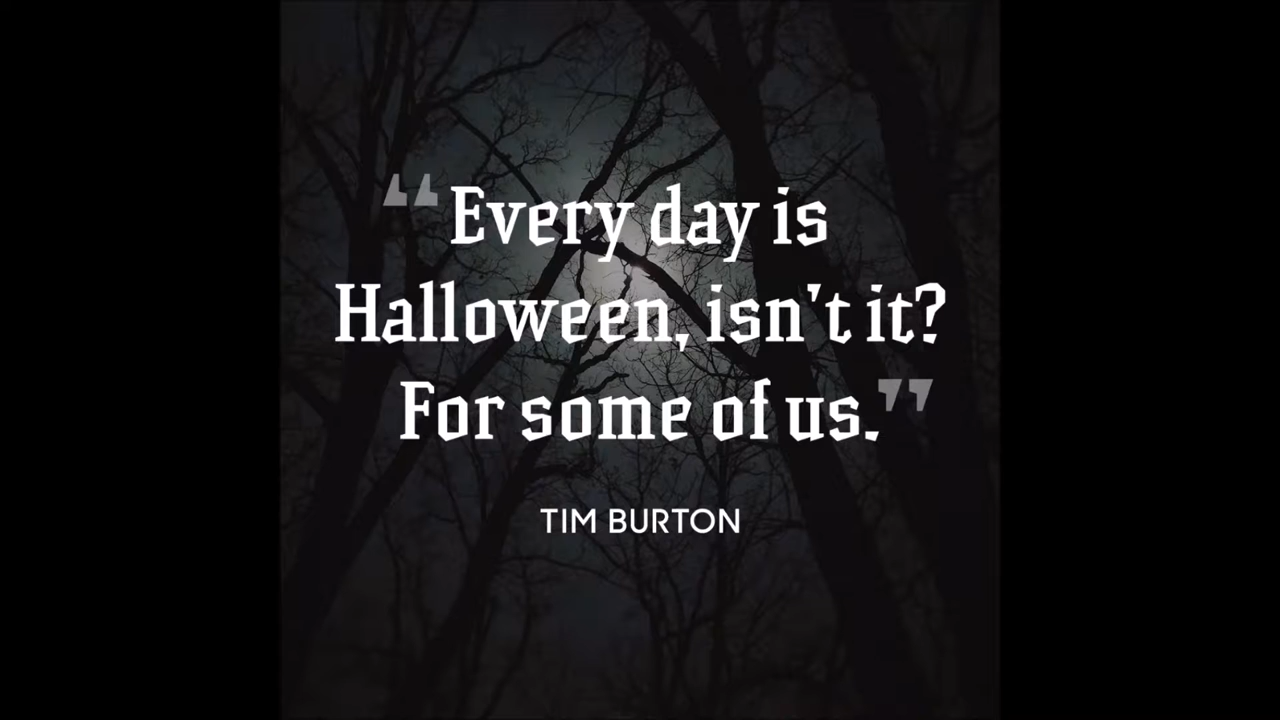 “Every day is
Halloween, isn't it?
For some of us.”
TIM BURTON